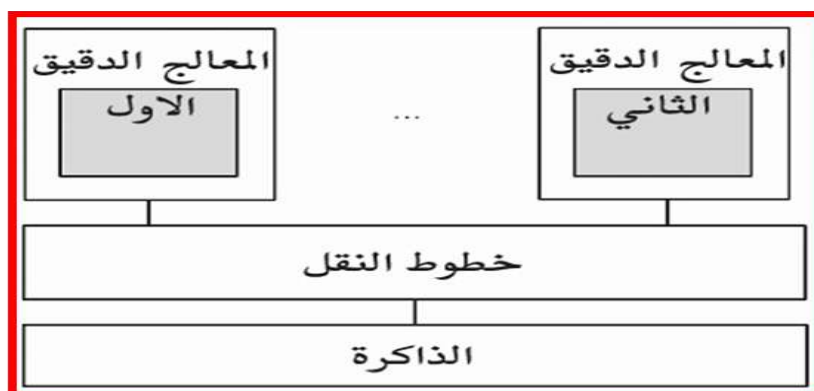 المعالج الدقيق
الاول
...
المعالج الدقيق
الثاني
خطوط النقل
الذاكرة